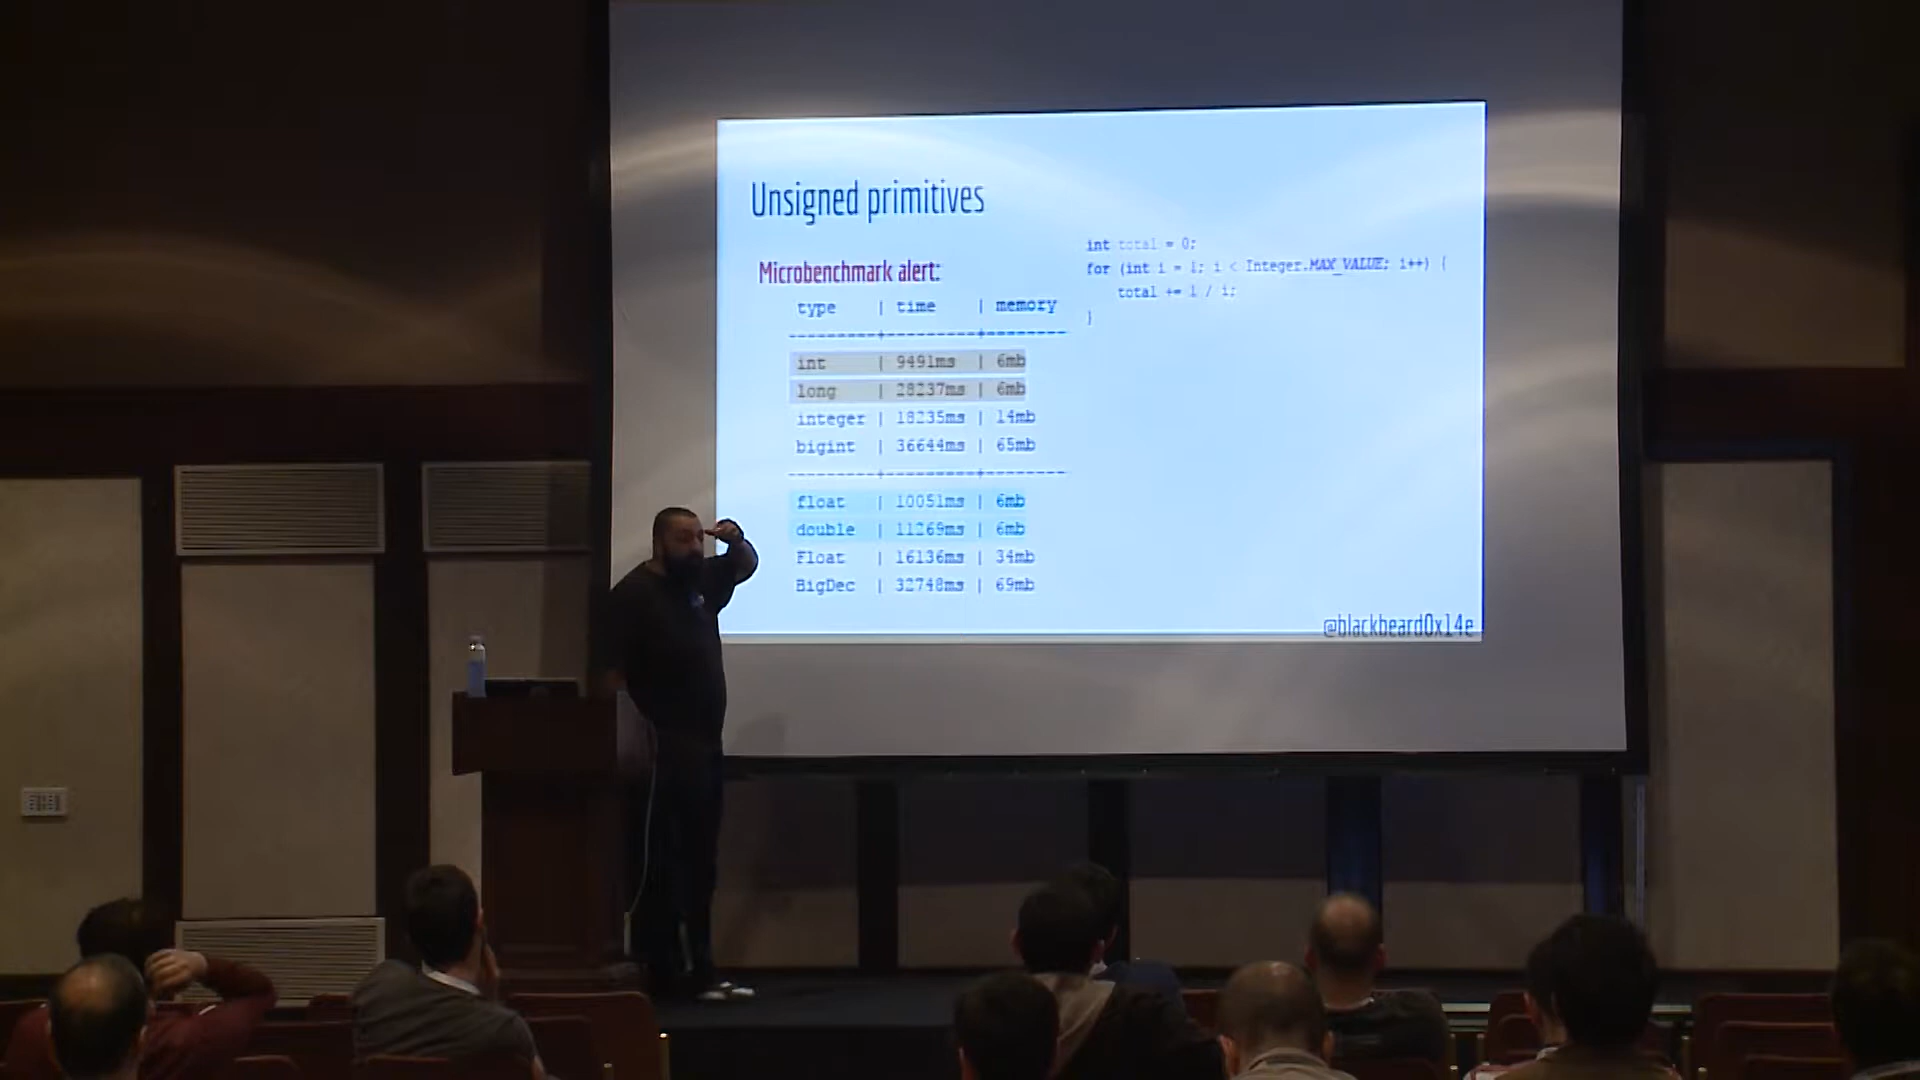 Unsigned primitives
Microbenchmark alert:
type | time | memory
---------+---------+---------
int | 9491ms | 6mb
long | 28237ms | 6mb
integer | 18235ms | 14mb
bigint | 36644ms | 65mb
---------+---------+---------
float | 10051ms | 6mb
double | 11269ms | 6mb
Float | 16136ms | 34mb
BigDec | 32748ms | 69mb
int total = 0;
for (int i = 1; i < Integer.MAX_VALUE; i++) {
total += 1 / i;
}
@blackbeard0x14e